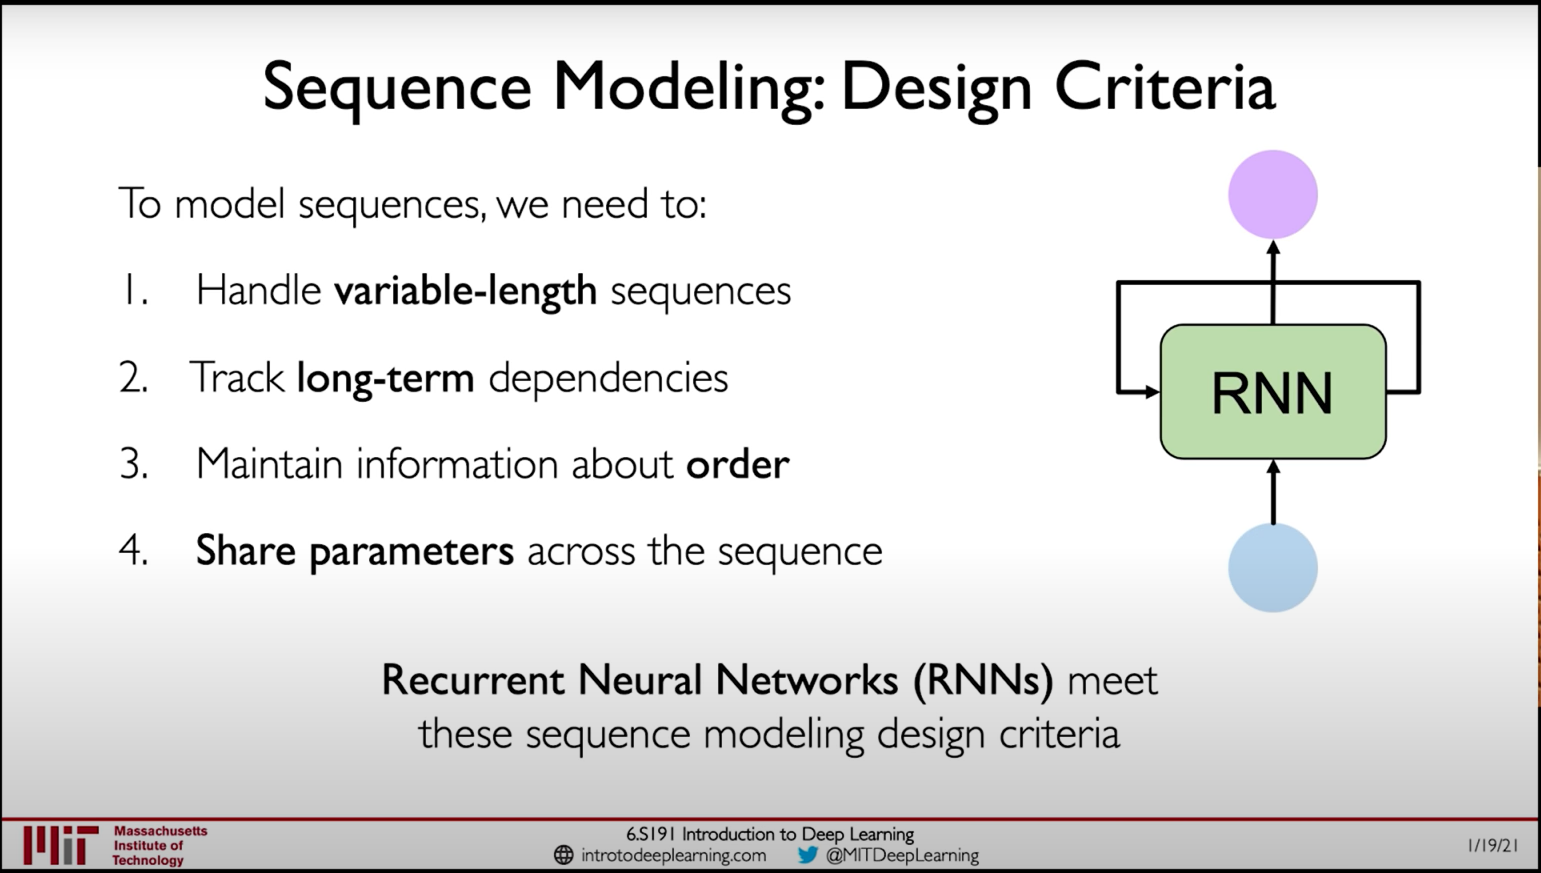 Sequence Modeling: Design Criteria
To model sequences, we need to:
1. Handle variable-length sequences
2. Track long-term dependencies
3. Maintain information about order
4. Share parameters across the sequence
RNN
Recurrent Neural Networks (RNNs) meet
these sequence modeling design criteria
MiT
Massachusetts
Institute of
Technology
6.S191 Introduction to Deep Learning
introtodeeplearning.com @MITDeepLearning
1/19/21